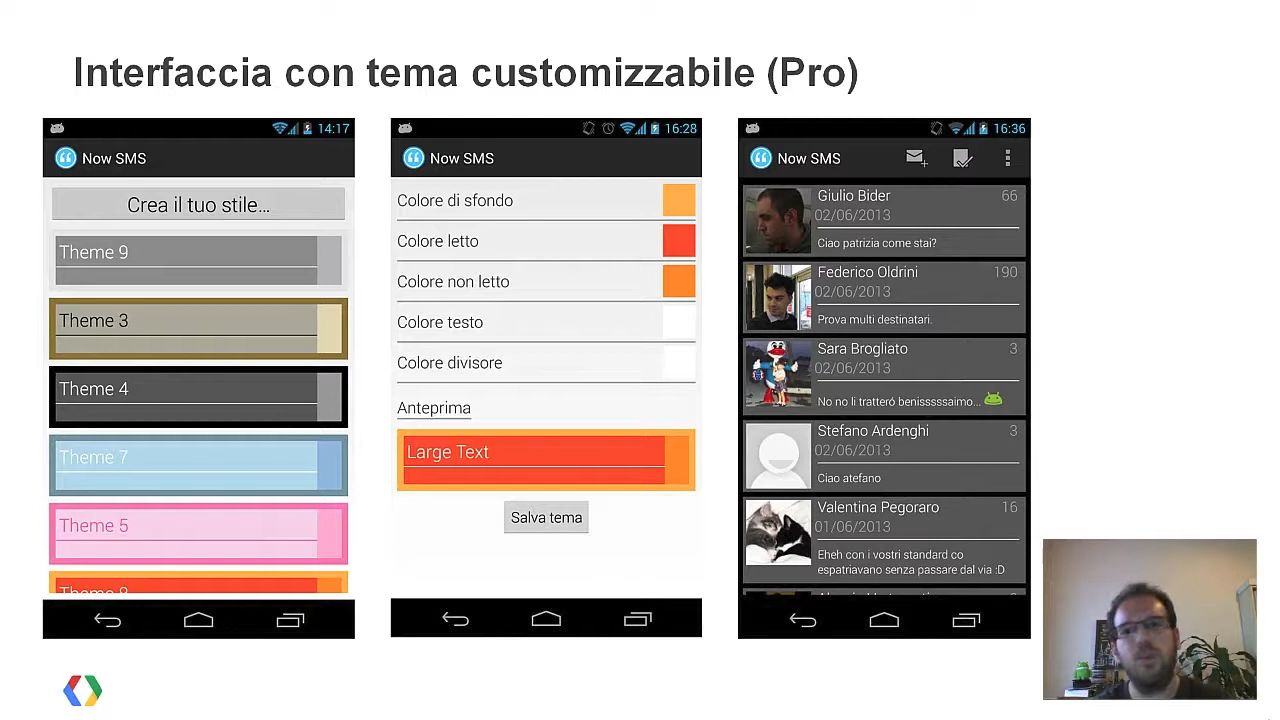 Interfaccia con tema customizzabile (Pro)
14:17
Now SMS
Crea il tuo stile...
Theme 9
Theme 3
Theme 4
Theme 7
Theme 5
16:28
Now SMS
Colore di sfondo
Colore letto
Colore non letto
Colore testo
Colore divisore
Anteprima
Large Text
Salva tema
16:36
Now SMS
Giulio Bider 66
02/06/2013
Ciao patrizia come stai?
Federico Oldrini 190
02/06/2013
Prova multi destinatari.
Sara Brogliato 3
02/06/2013
No no li tratteró benisssssaimo...
Stefano Ardenghi 3
02/06/2013
Ciao atefano
Valentina Pegoraro 16
01/06/2013
Eheh con i vostri standard co
espatriavano senza passare dal via :D